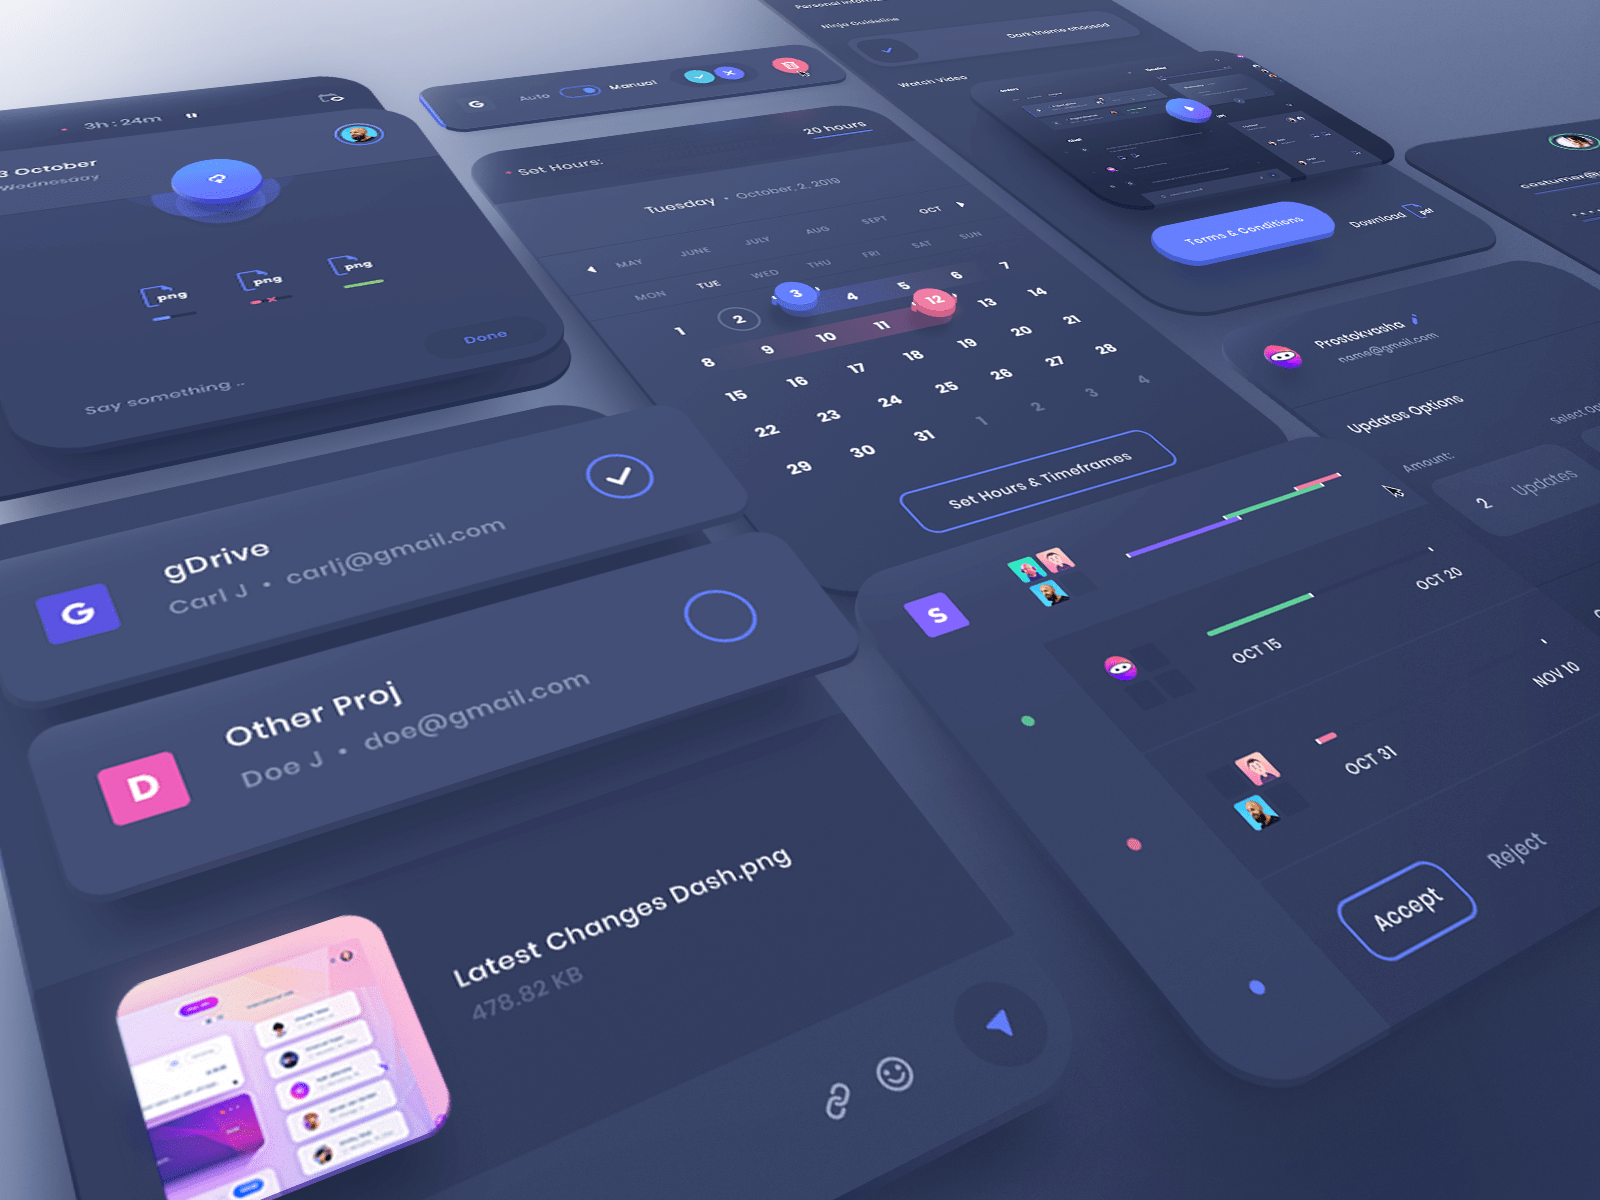 3h : 24m
3 October
Wednesday
png
png
png
Done
Say something ..
G
Auto
Manual
Set Hours:
20 hours
Tuesday • October, 2, 2019
MAY JUNE JULY AUG SEPT OCT
MON TUE WED THU FRI SAT SUN
1 2 3 4 5 6 7
8 9 10 11 12 13 14
15 16 17 18 19 20 21
22 23 24 25 26 27 28
29 30 31 1 2 3 4
Set Hours & Timeframes
Ninja Guideline
Dark theme choosed
Watch Video
Terms & Conditions
Download pdf
Prostokvasha
name@gmail.com
Updates Options
Amount:
2 Updates
G
gDrive
Carl J • carlj@gmail.com
D
Other Proj
Doe J • doe@gmail.com
Latest Changes Dash.png
478.82 KB
S
OCT 15
OCT 20
OCT 31
NOV 10
Accept
Reject